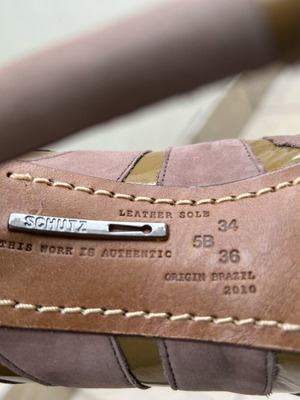 LEATHER SOLE
SCHUTZ
THIS WORK IS AUTHENTIC
34
5B
36
ORIGIN BRAZIL
2010